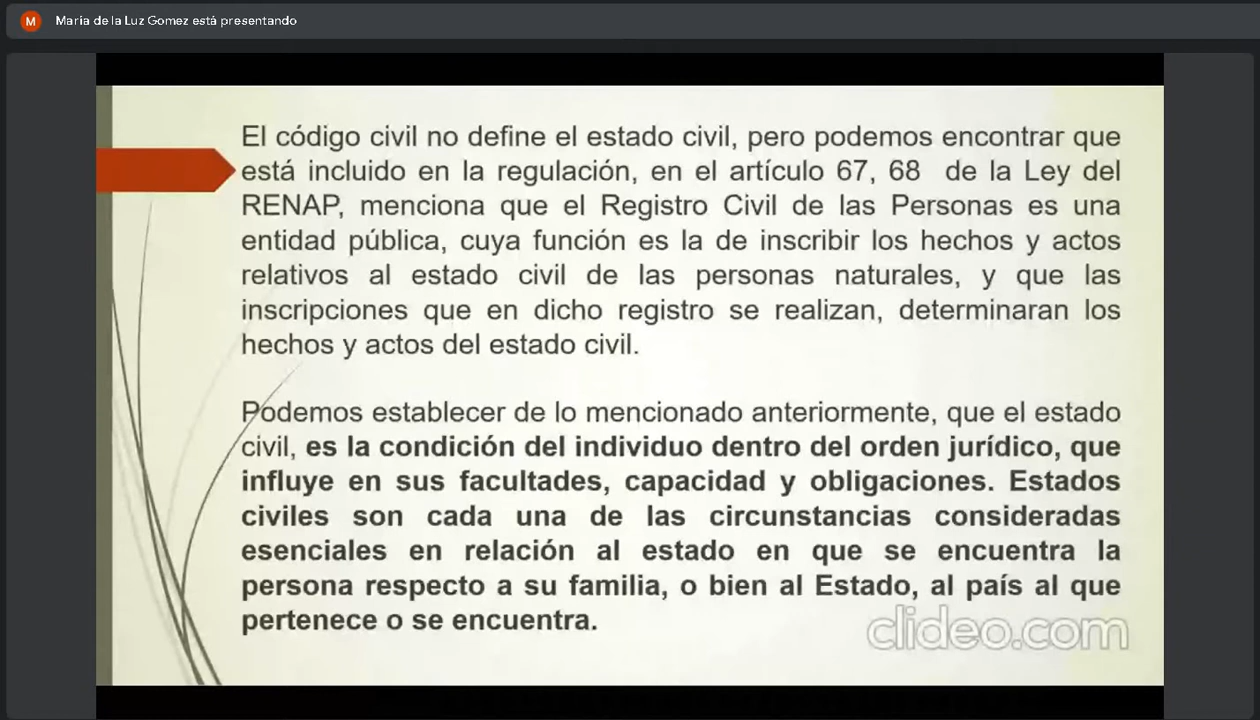 M María de la Luz Gomez está presentando
El código civil no define el estado civil, pero podemos encontrar que
está incluido en la regulación, en el artículo 67, 68 de la Ley del
RENAP, menciona que el Registro Civil de las Personas es una
entidad pública, cuya función es la de inscribir los hechos y actos
relativos al estado civil de las personas naturales, y que las
inscripciones que en dicho registro se realizan, determinaran los
hechos y actos del estado civil.
Podemos establecer de lo mencionado anteriormente, que el estado
civil, es la condición del individuo dentro del orden jurídico, que
influye en sus facultades, capacidad y obligaciones. Estados
civiles son cada una de las circunstancias consideradas
esenciales en relación al estado en que se encuentra la
persona respecto a su familia, o bien al Estado, al país al que
pertenece o se encuentra.
clideo.com